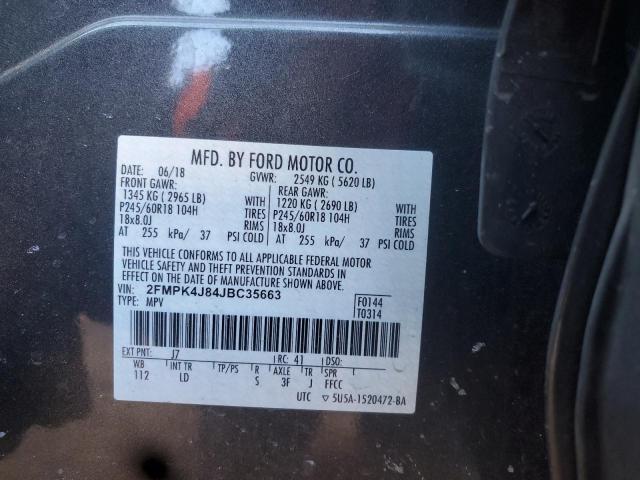 MFD. BY FORD MOTOR CO.
DATE: 06/18 GVWR: 2549 KG ( 5620 LB)
FRONT GAWR: REAR GAWR:
1345 KG ( 2965 LB) WITH 1220 KG ( 2690 LB) WITH
P245/60R18 104H TIRES P245/60R18 104H TIRES
18x8.0J RIMS 18x8.0J RIMS
AT 255 kPa/ 37 PSI COLD AT 255 kPa/ 37 PSI COLD
THIS VEHICLE CONFORMS TO ALL APPLICABLE FEDERAL MOTOR
VEHICLE SAFETY AND THEFT PREVENTION STANDARDS IN
EFFECT ON THE DATE OF MANUFACTURE SHOWN ABOVE.
VIN: 2FMPK4J84JBC35663 F0144
TYPE: MPV T0314
EXT PNT: J7 RC: 41 DSO:
WB INT TR TP/PS R AXLE TR SPR
112 LD S 3F J FFCC
UTC ▽ 5U5A-1520472-BA